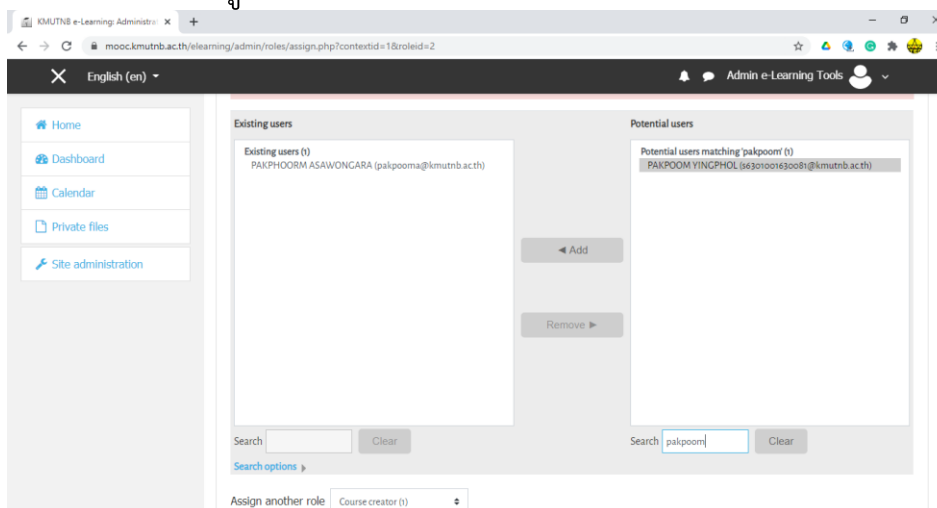 KMUTNB e-Learning: Administrat
mooc.kmutnb.ac.th/elearning/admin/roles/assign.php?contextid=1&roleid=2
English (en)
Admin e-Learning Tools
Home
Dashboard
Calendar
Private files
Site administration
Existing users
Existing users (1)
PAKPHOORM ASAWONGARA (pakpooma@kmutnb.ac.th)
◄ Add
Remove ►
Potential users
Potential users matching 'pakpoom' (1)
PAKPOOM YINGPHOL (s6301001630081@kmutnb.ac.th)
Search
Clear
Search pakpoom
Clear
Search options
Assign another role Course creator (1)